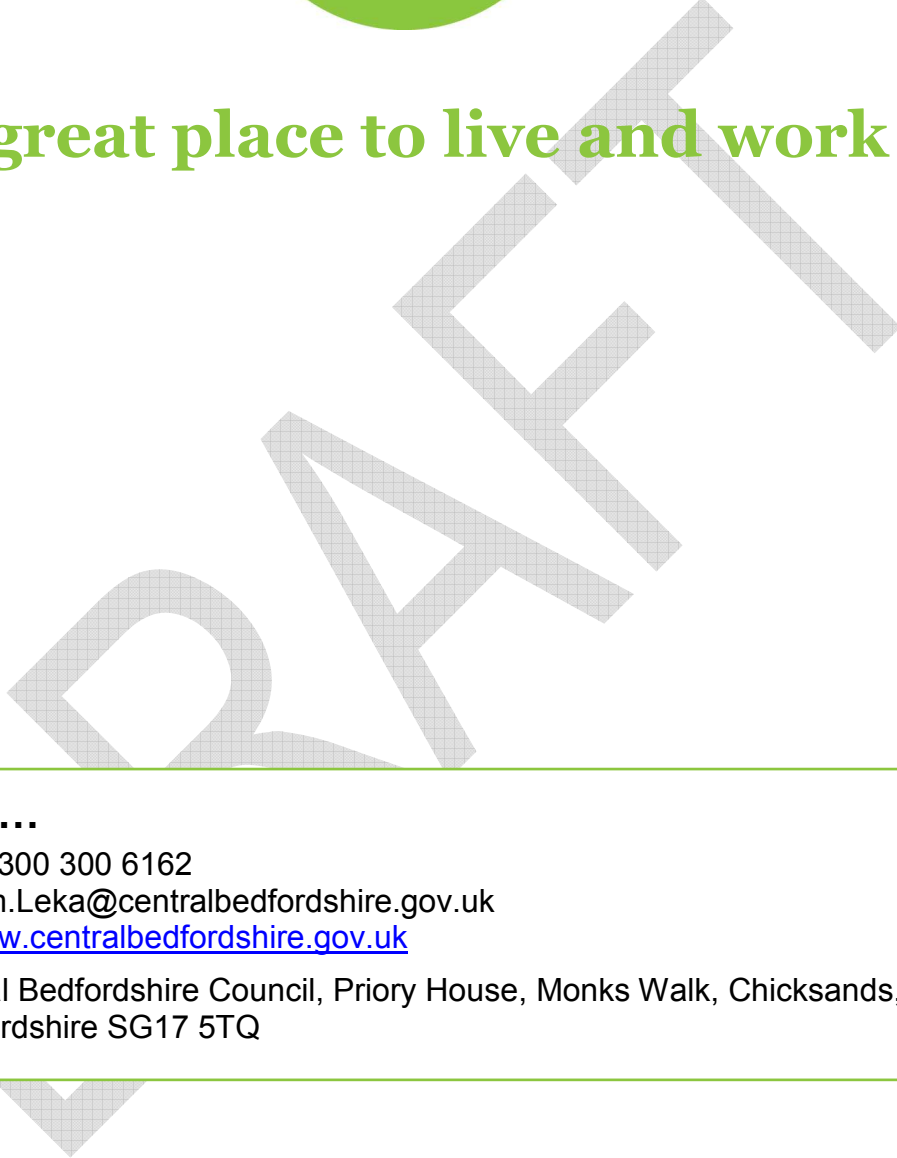 great place to live and work
…
300 300 6162
n.Leka@centralbedfordshire.gov.uk
w.centralbedfordshire.gov.uk
l Bedfordshire Council, Priory House, Monks Walk, Chicksands,
rdshire SG17 5TQ
DRAFT